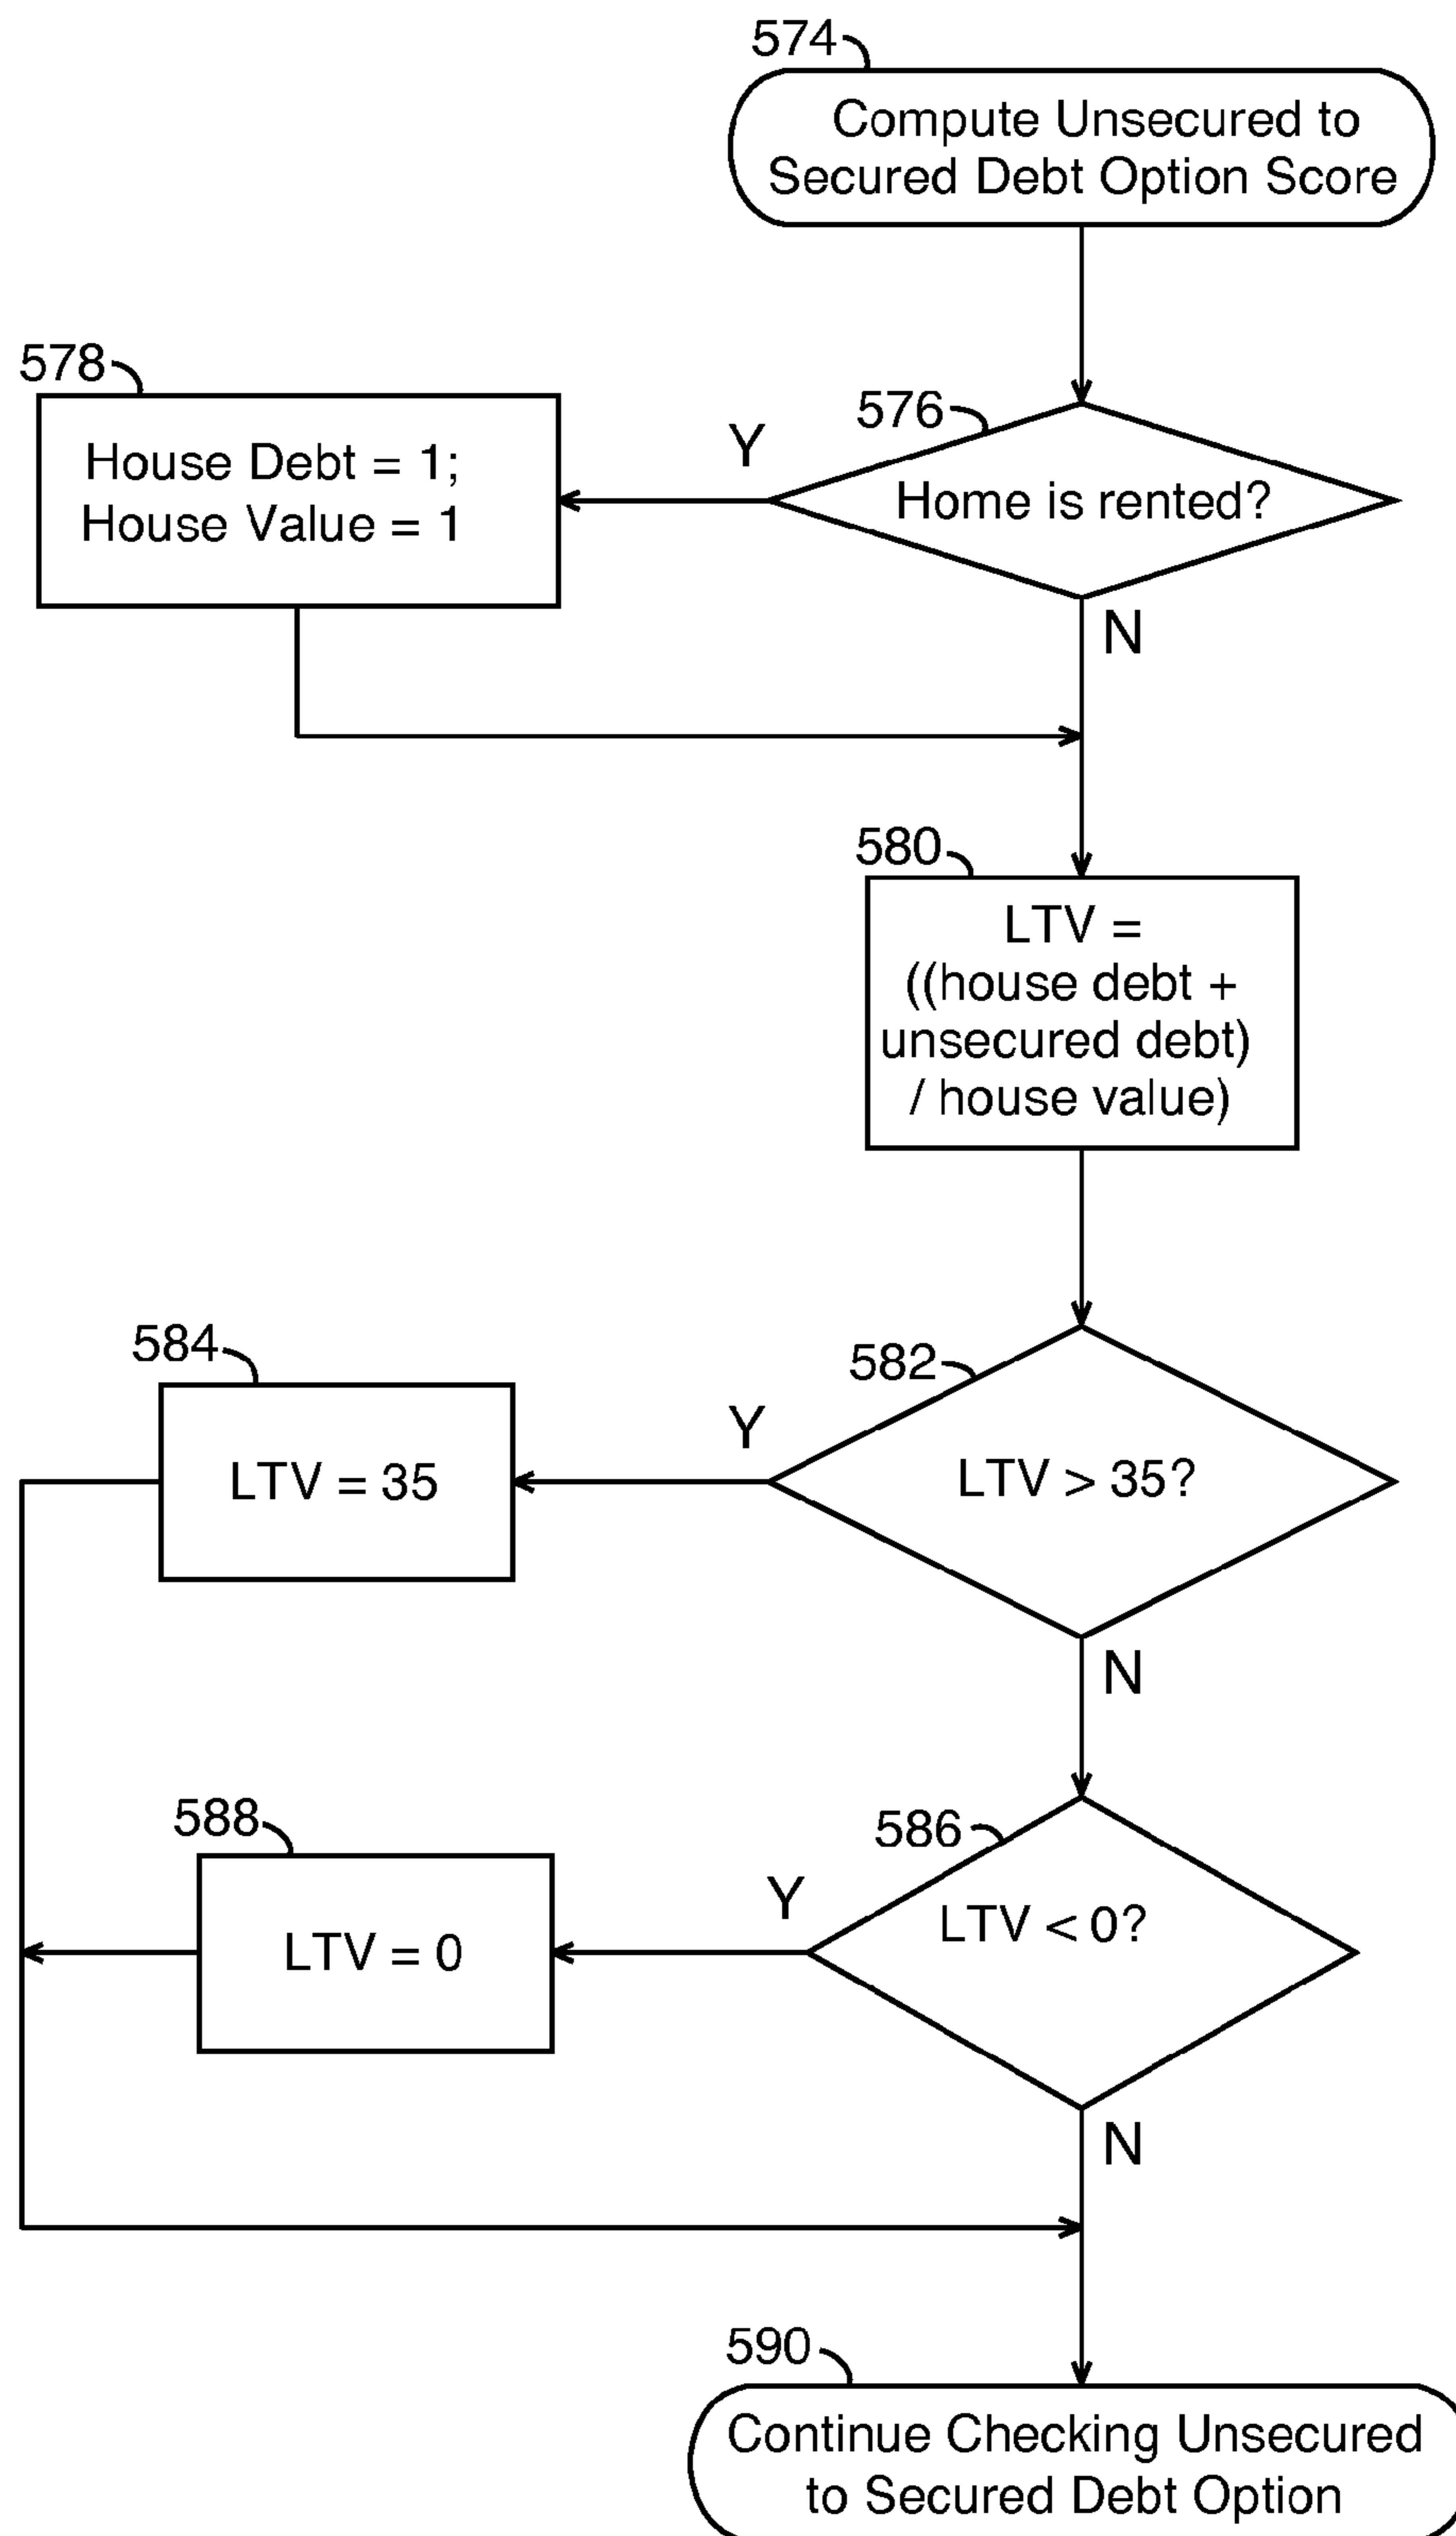 574
Compute Unsecured to
Secured Debt Option Score
578
House Debt = 1;
House Value = 1
Y
576
Home is rented?
N
580
LTV =
((house debt +
unsecured debt)
/ house value)
584
LTV = 35
Y
582
LTV > 35?
N
588
LTV = 0
Y
586
LTV < 0?
N
590
Continue Checking Unsecured
to Secured Debt Option